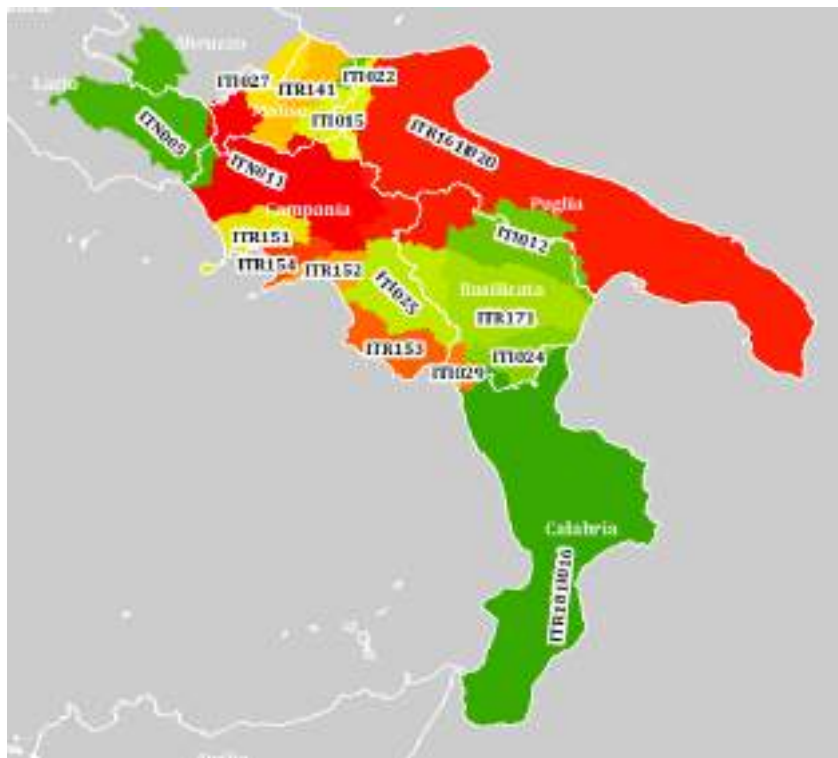 Abruzzo
Lazio
ITI027
ITI022
ITR141
Molise
ITI015
ITN005
ITR161I020
ITN011
Campania
Puglia
ITR151
ITI012
ITR154
ITR152
ITI025
Basilicata
ITR171
ITR153
ITI024
ITI029
Calabria